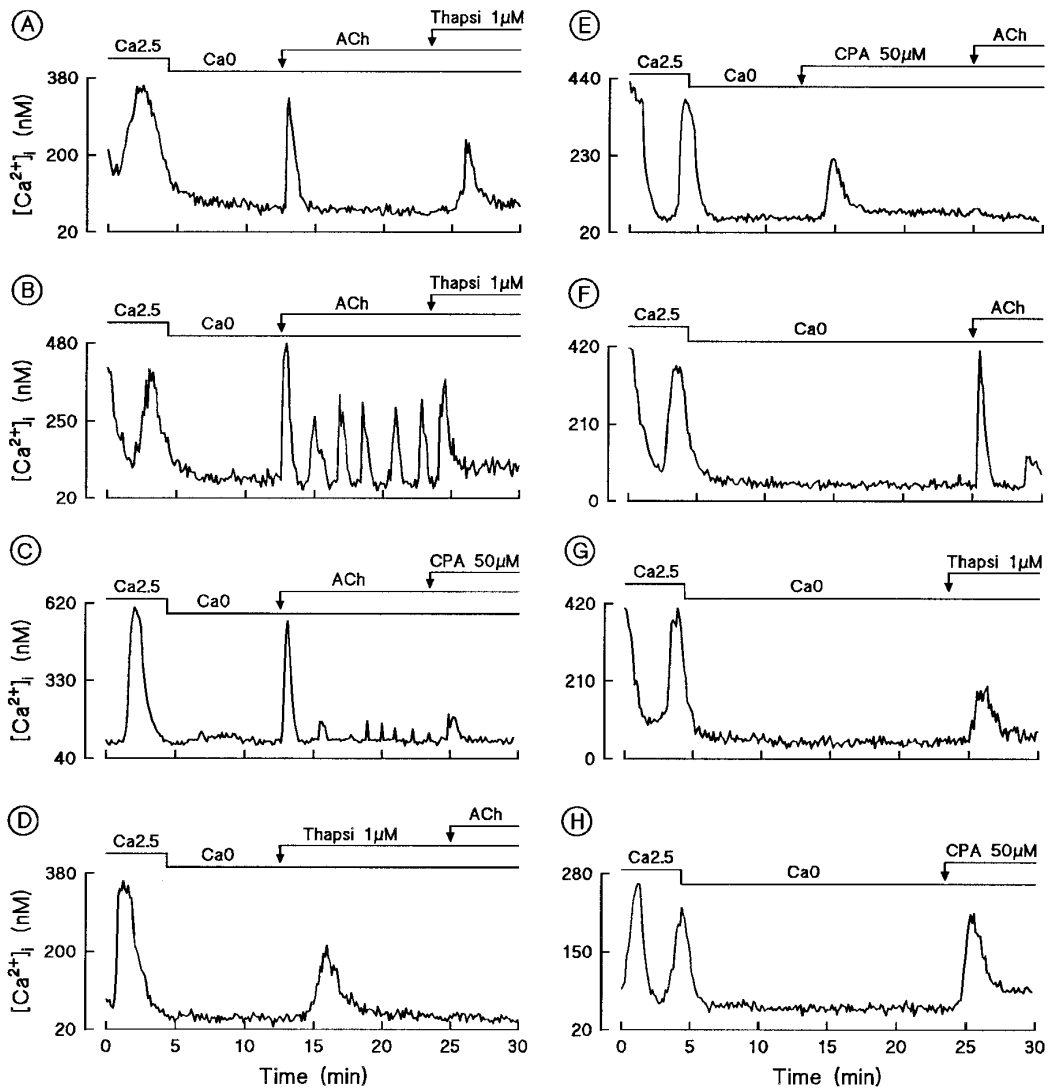 A
Thapsi 1µM
ACh
Ca2.5
Ca0
380
200
20
[Ca2+]i (nM)
0 5 10 15 20 25 30
Time (min)
B
Thapsi 1µM
ACh
Ca2.5
Ca0
480
250
20
[Ca2+]i (nM)
C
CPA 50µM
ACh
Ca2.5
Ca0
620
330
40
[Ca2+]i (nM)
D
ACh
Thapsi 1µM
Ca2.5
Ca0
380
200
20
[Ca2+]i (nM)
E
ACh
CPA 50µM
Ca2.5
Ca0
440
230
20
F
ACh
Ca2.5
Ca0
420
210
0
G
Thapsi 1µM
Ca2.5
Ca0
420
210
0
H
CPA 50µM
Ca2.5
Ca0
280
150
20
0 5 10 15 20 25 30
Time (min)